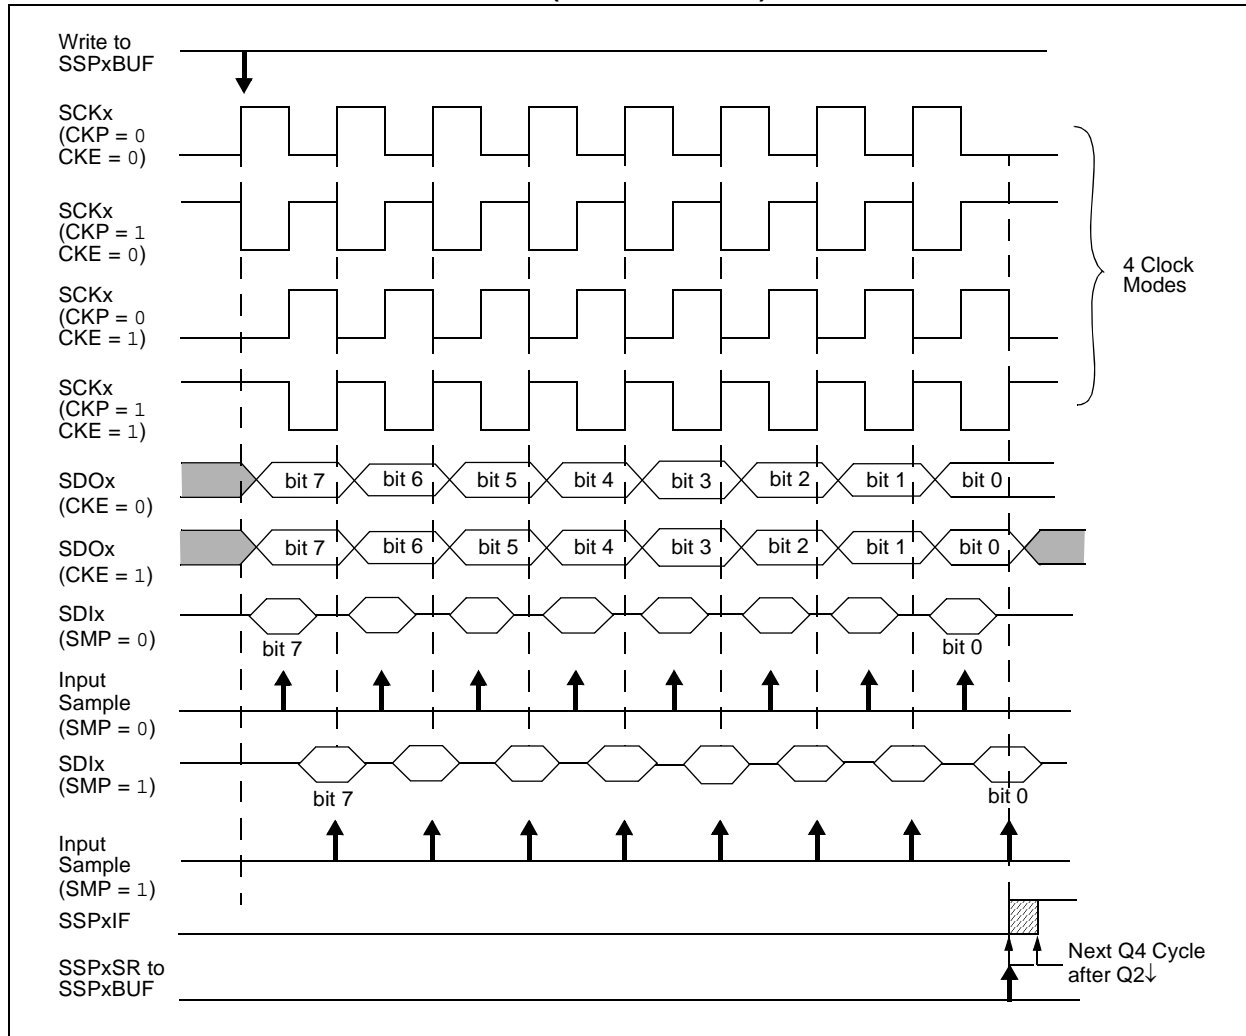 Write to
SSPxBUF
SCKx
(CKP = 0
CKE = 0)
SCKx
(CKP = 1
CKE = 0)
SCKx
(CKP = 0
CKE = 1)
SCKx
(CKP = 1
CKE = 1)
4 Clock
Modes
SDOx
(CKE = 0)
bit 7 bit 6 bit 5 bit 4 bit 3 bit 2 bit 1 bit 0
SDOx
(CKE = 1)
bit 7 bit 6 bit 5 bit 4 bit 3 bit 2 bit 1 bit 0
SDIx
(SMP = 0)
bit 7 bit 0
Input
Sample
(SMP = 0)
SDIx
(SMP = 1)
bit 7 bit 0
Input
Sample
(SMP = 1)
SSPxIF
SSPxSR to
SSPxBUF
Next Q4 Cycle
after Q2↓